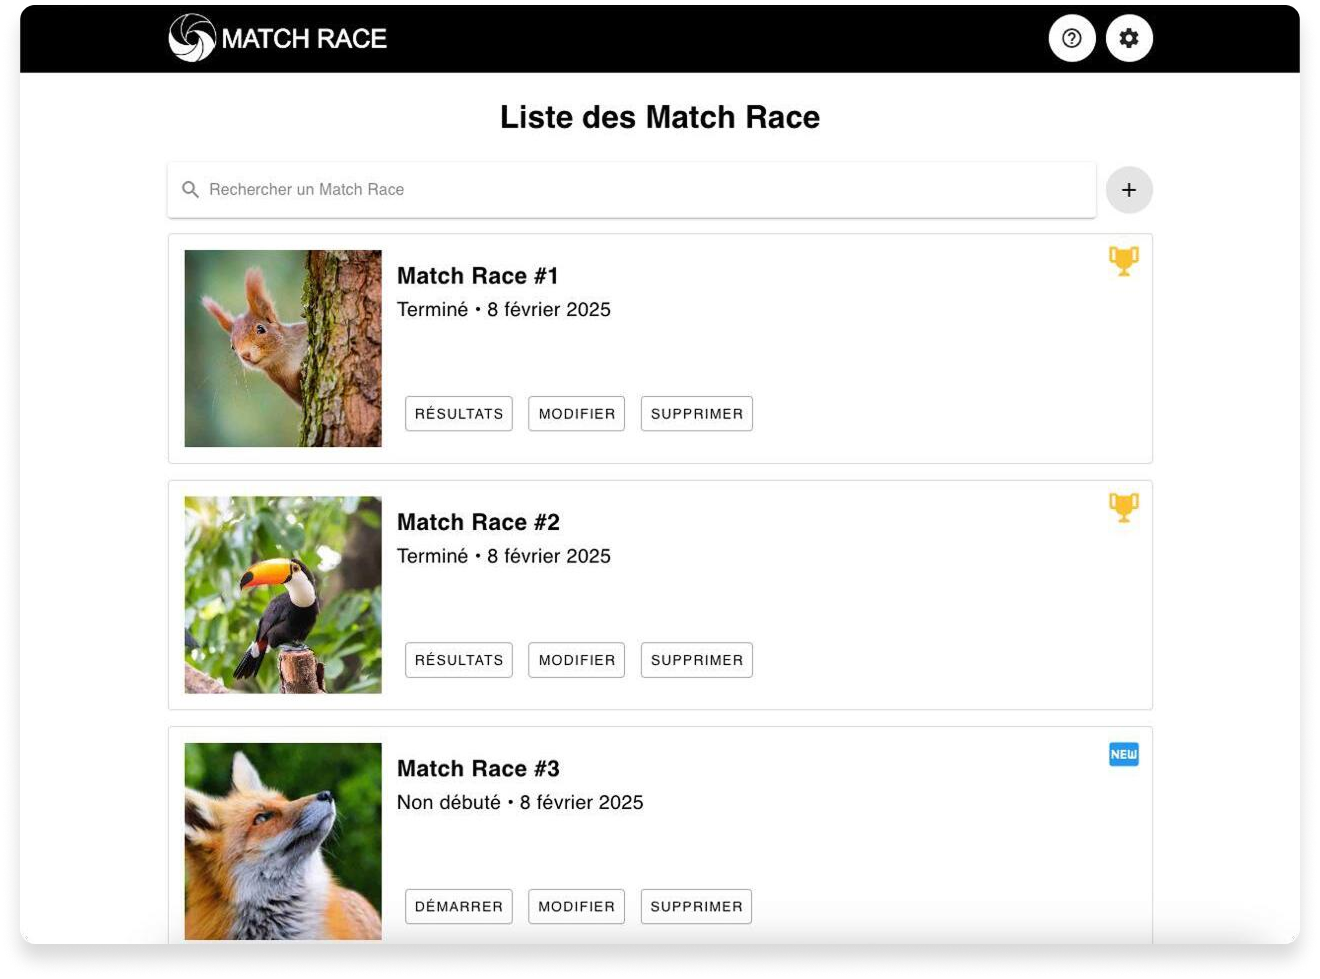 MATCH RACE
Liste des Match Race
Rechercher un Match Race
Match Race #1
Terminé • 8 février 2025
RÉSULTATS MODIFIER SUPPRIMER
Match Race #2
Terminé • 8 février 2025
RÉSULTATS MODIFIER SUPPRIMER
NEW
Match Race #3
Non débuté • 8 février 2025
DÉMARRER MODIFIER SUPPRIMER